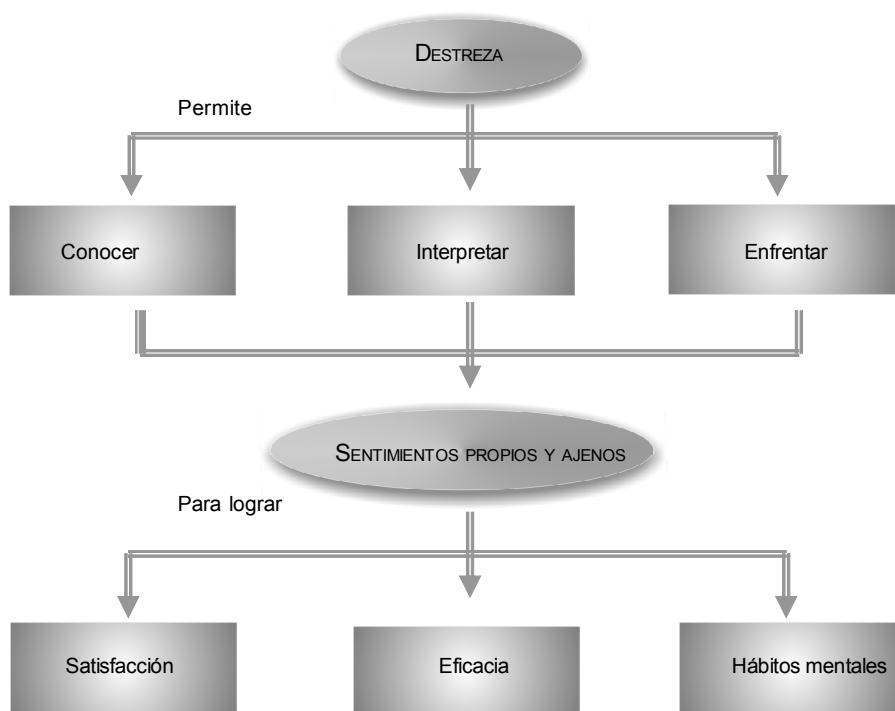 DESTREZA
Permite
Conocer
Interpretar
Enfrentar
SENTIMIENTOS PROPIOS Y AJENOS
Para lograr
Satisfacción
Eficacia
Hábitos mentales